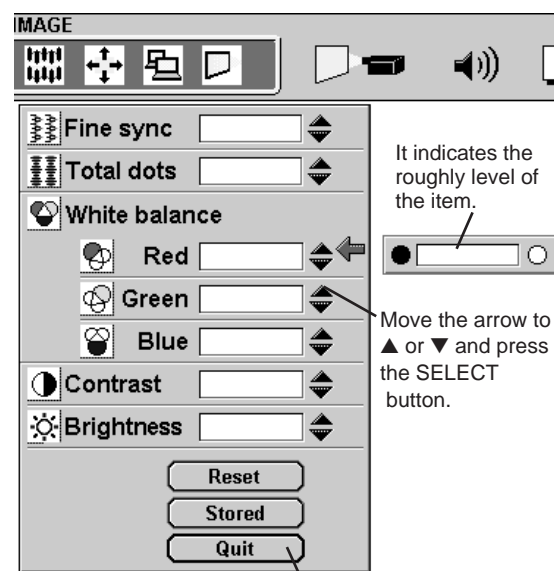 IMAGE
Fine sync
Total dots
White balance
Red
Green
Blue
Contrast
Brightness
Reset
Stored
Quit
It indicates the
roughly level of
the item.
Move the arrow to
▲ or ▼ and press
the SELECT
button.